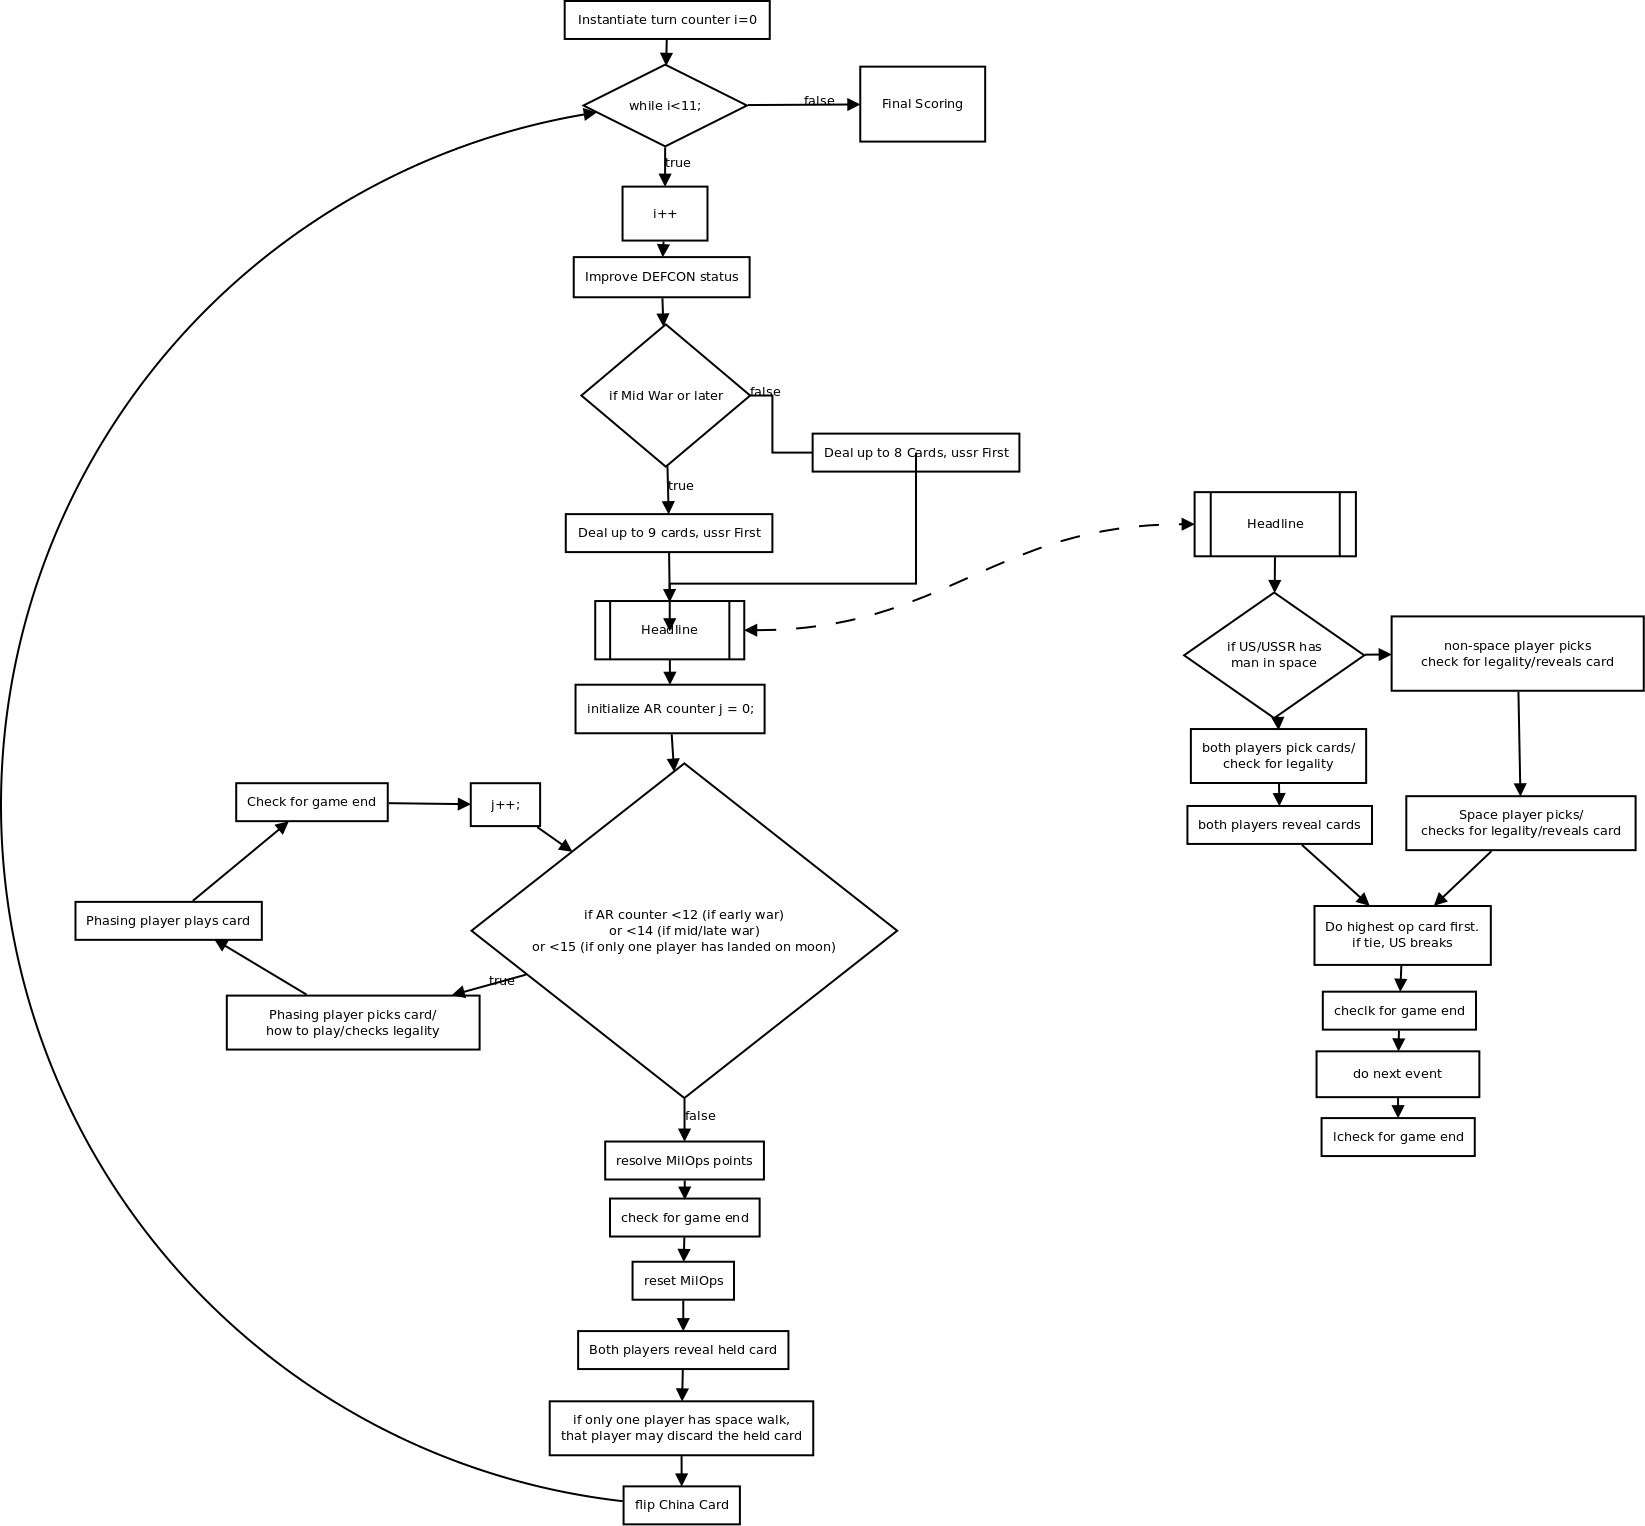 Instantiate turn counter i=0
while i<11;
false
Final Scoring
true
i++
Improve DEFCON status
if Mid War or later
false
Deal up to 8 Cards, ussr First
true
Deal up to 9 cards, ussr First
Headline
initialize AR counter j = 0;
Check for game end
j++;
Phasing player plays card
if AR counter <12 (if early war)
or <14 (if mid/late war)
or <15 (if only one player has landed on moon)
true
Phasing player picks card/
how to play/checks legality
false
resolve MilOps points
check for game end
reset MilOps
Both players reveal held card
if only one player has space walk,
that player may discard the held card
flip China Card
Headline
if US/USSR has
man in space
non-space player picks
check for legality/reveals card
both players pick cards/
check for legality
both players reveal cards
Space player picks/
checks for legality/reveals card
Do highest op card first.
if tie, US breaks
checlk for game end
do next event
lcheck for game end